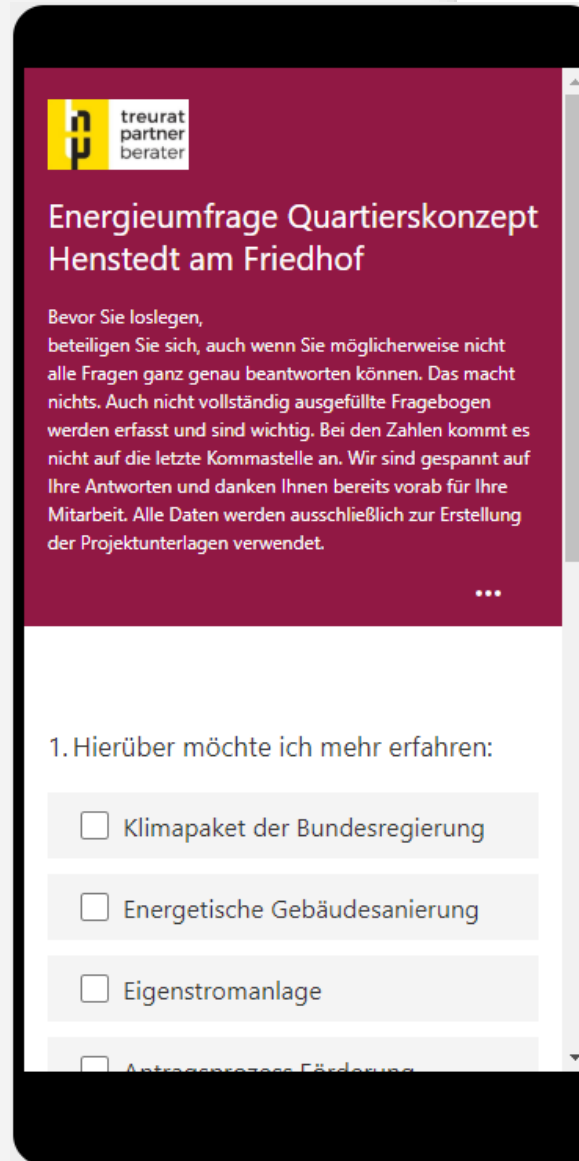 treurat
partner
berater
Energieumfrage Quartierskonzept
Henstedt am Friedhof
Bevor Sie loslegen,
beteiligen Sie sich, auch wenn Sie möglicherweise nicht
alle Fragen ganz genau beantworten können. Das macht
nichts. Auch nicht vollständig ausgefüllte Fragebogen
werden erfasst und sind wichtig. Bei den Zahlen kommt es
nicht auf die letzte Kommastelle an. Wir sind gespannt auf
Ihre Antworten und danken Ihnen bereits vorab für Ihre
Mitarbeit. Alle Daten werden ausschließlich zur Erstellung
der Projektunterlagen verwendet.
1. Hierüber möchte ich mehr erfahren:
Klimapaket der Bundesregierung
Energetische Gebäudesanierung
Eigenstromanlage
Antragsprozess Förderung